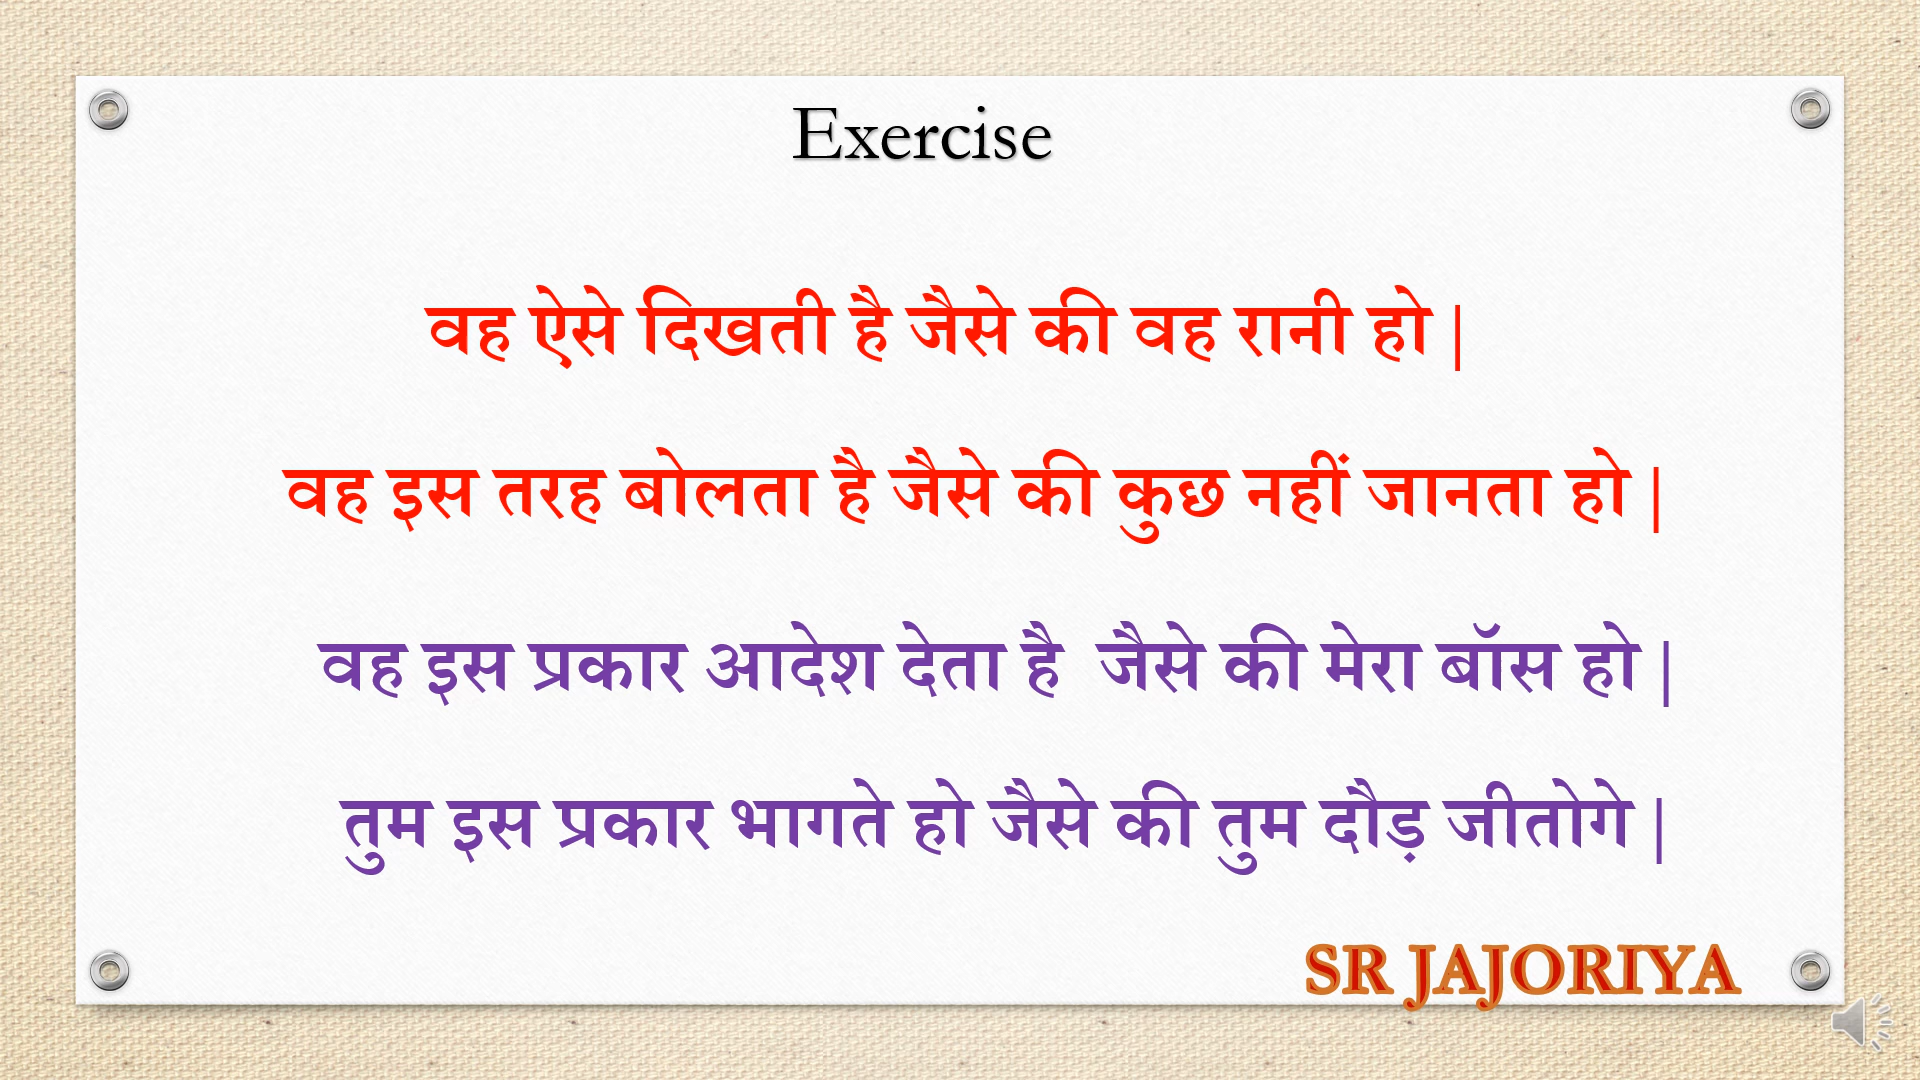 Exercise
वह ऐसे दिखती है जैसे की वह रानी हो |
वह इस तरह बोलता है जैसे की कुछ नहीं जानता हो |
वह इस प्रकार आदेश देता है  जैसे की मेरा बॉस हो |
तुम इस प्रकार भागते हो जैसे की तुम दौड़ जीतोगे |
SR JAJORIYA